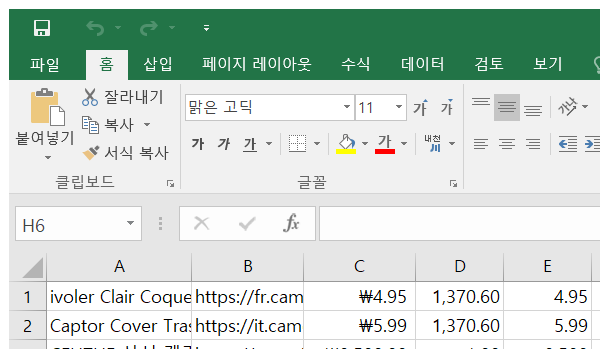 파일 홈 삽입 페이지 레이아웃 수식 데이터 검토 보기
붙여넣기 잘라내기 맑은 고딕 11 가 가
복사
서식 복사 가 가 가 가 내천 川
클립보드 글꼴
H6 fx
A B C D E
1 ivoler Clair Coque https://fr.cam ₩4.95 1,370.60 4.95
2 Captor Cover Tras https://it.cam ₩5.99 1,370.60 5.99